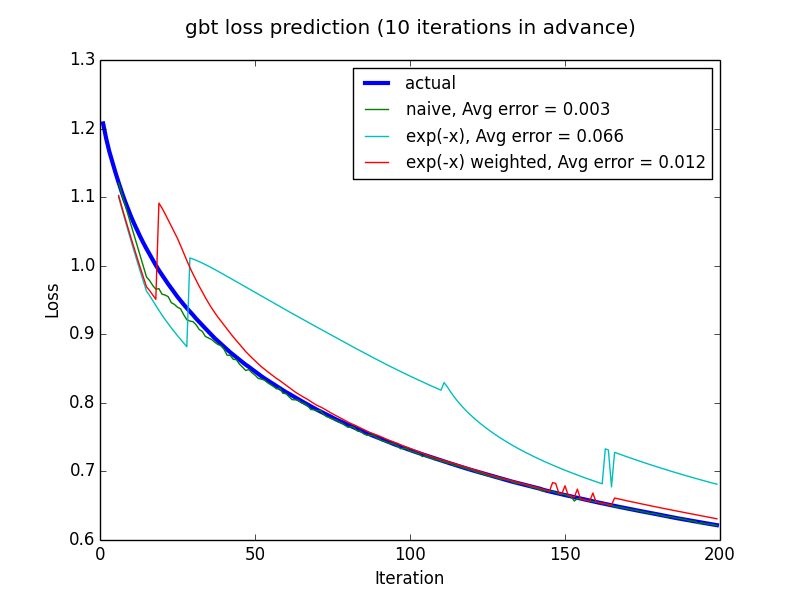 gbt loss prediction (10 iterations in advance)
actual
naive, Avg error = 0.003
exp(-x), Avg error = 0.066
exp(-x) weighted, Avg error = 0.012
1.3
1.2
1.1
1.0
0.9
0.8
0.7
0.6
Loss
0 50 100 150 200
Iteration